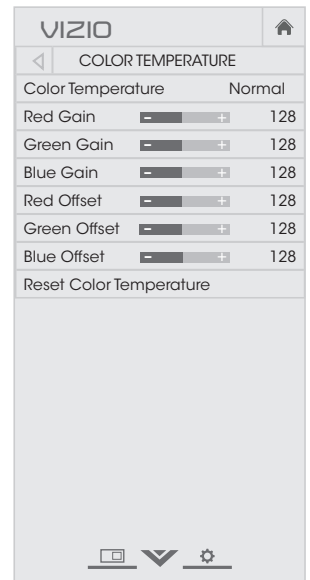 VIZIO
COLOR TEMPERATURE
Color Temperature Normal
Red Gain - + 128
Green Gain - + 128
Blue Gain - + 128
Red Offset - + 128
Green Offset - + 128
Blue Offset - + 128
Reset Color Temperature